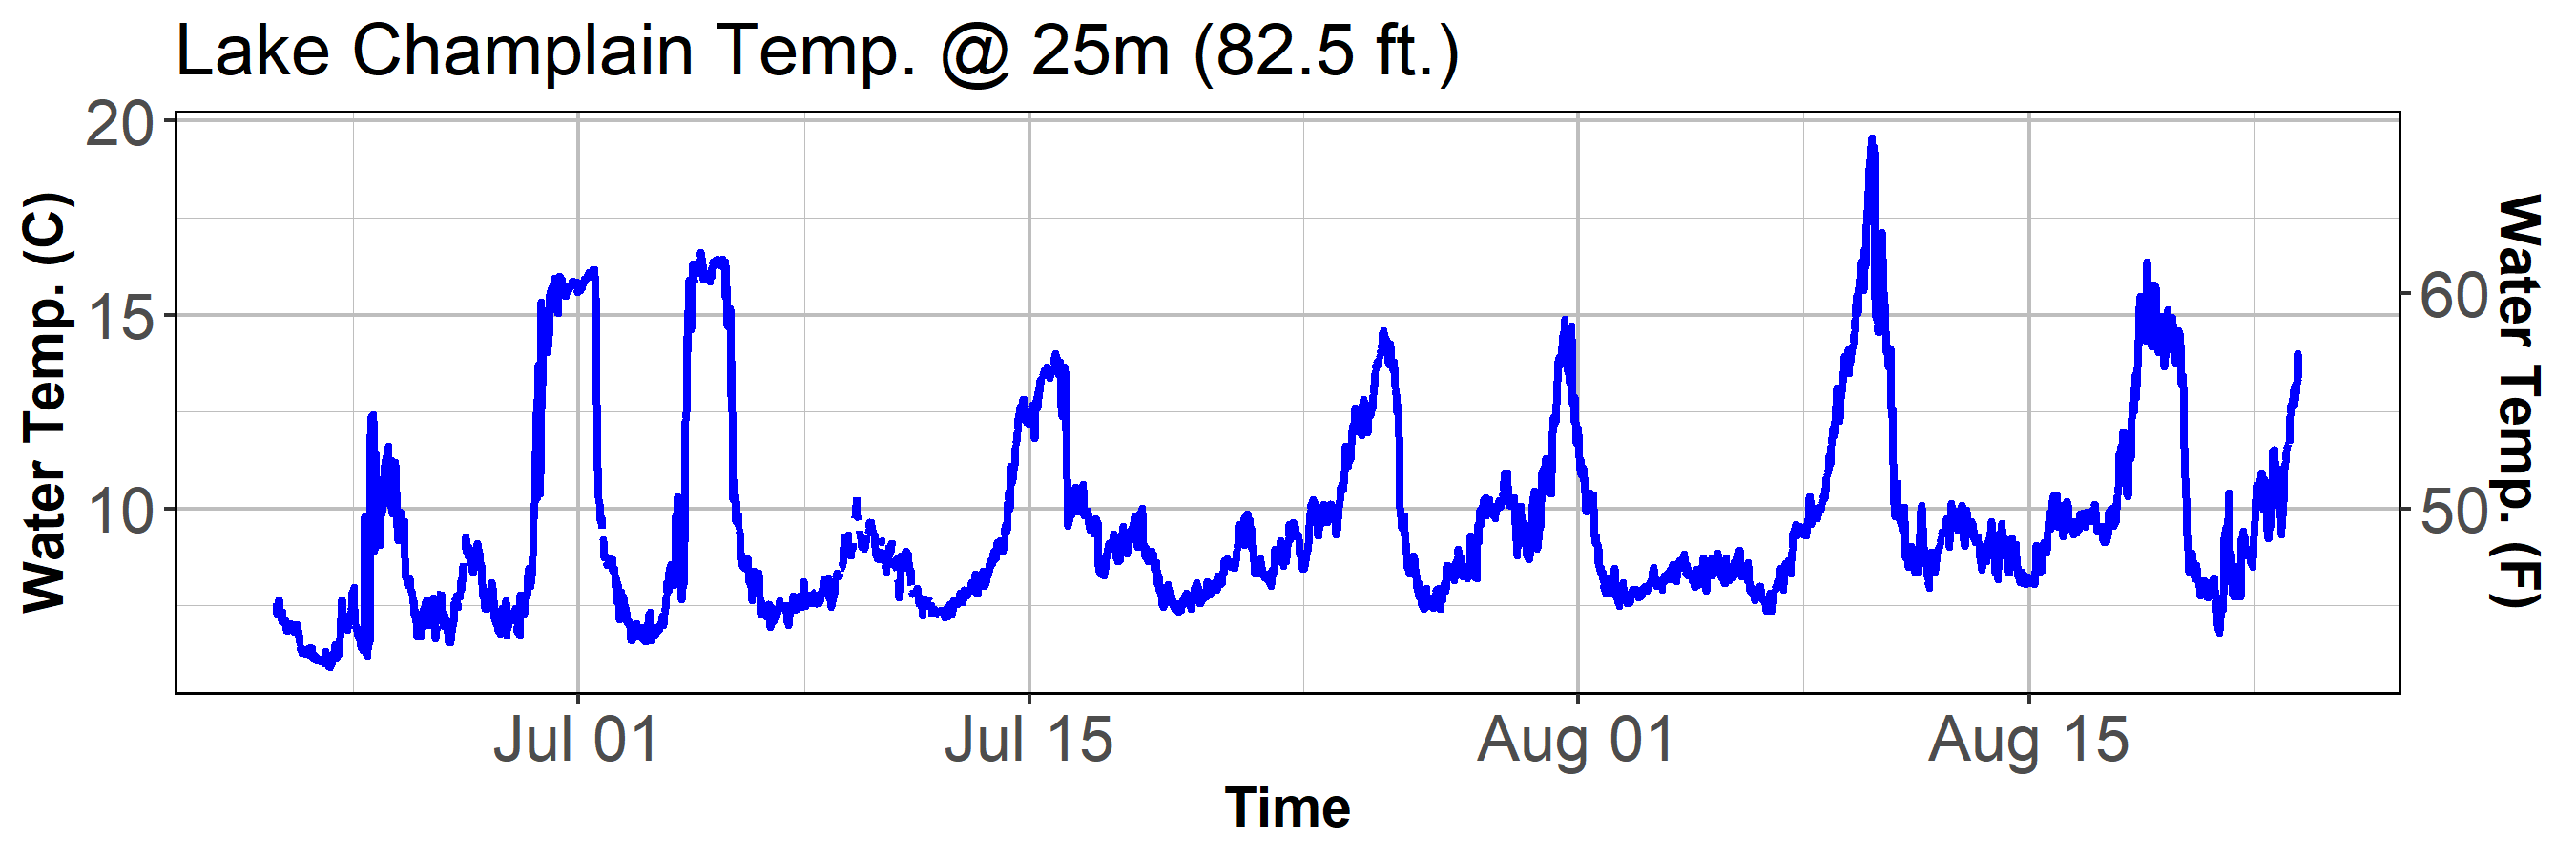 Lake Champlain Temp. @ 25m (82.5 ft.)
Water Temp. (C)
20
15
10
60
50
Water Temp. (F)
Jul 01
Jul 15
Aug 01
Aug 15
Time